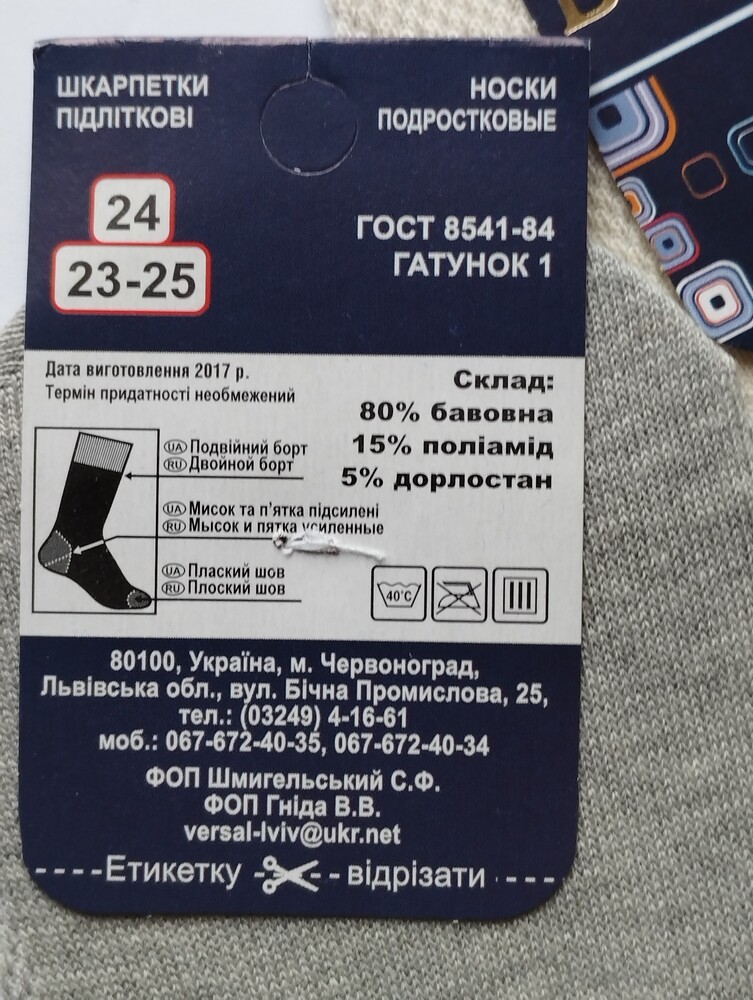 ШКАРПЕТКИ
ПІДЛІТКОВІ
НОСКИ
ПОДРОСТКОВЫЕ
24
23-25
ГОСТ 8541-84
ГАТУНОК 1
Дата виготовлення 2017 р.
Термін придатності необмежений
Склад:
80% бавовна
15% поліамід
5% дорлостан
UA Подвійний борт
RU Двойной борт
UA Мисок та п'ятка підсилені
RU Мысок и пятка усиленные
UA Плаский шов
RU Плоский шов
40°C
80100, Україна, м. Червоноград,
Львівська обл., вул. Бічна Промислова, 25,
тел.: (03249) 4-16-61
моб.: 067-672-40-35, 067-672-40-34
ФОП Шмигельський С.Ф.
ФОП Гніда В.В.
versal-lviv@ukr.net
----Етикетку ---відрізати ----